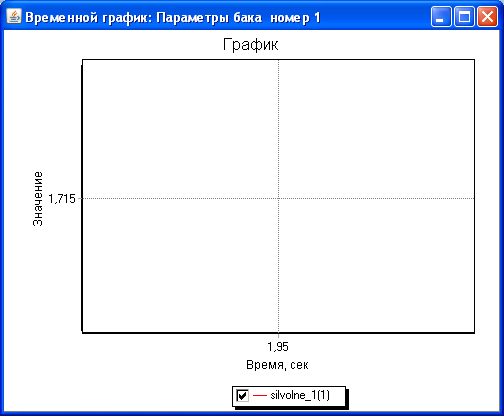 Временной график: Параметры бака номер 1
График
Значение
1,715
1,95
Время, сек
silvolne_1(1)